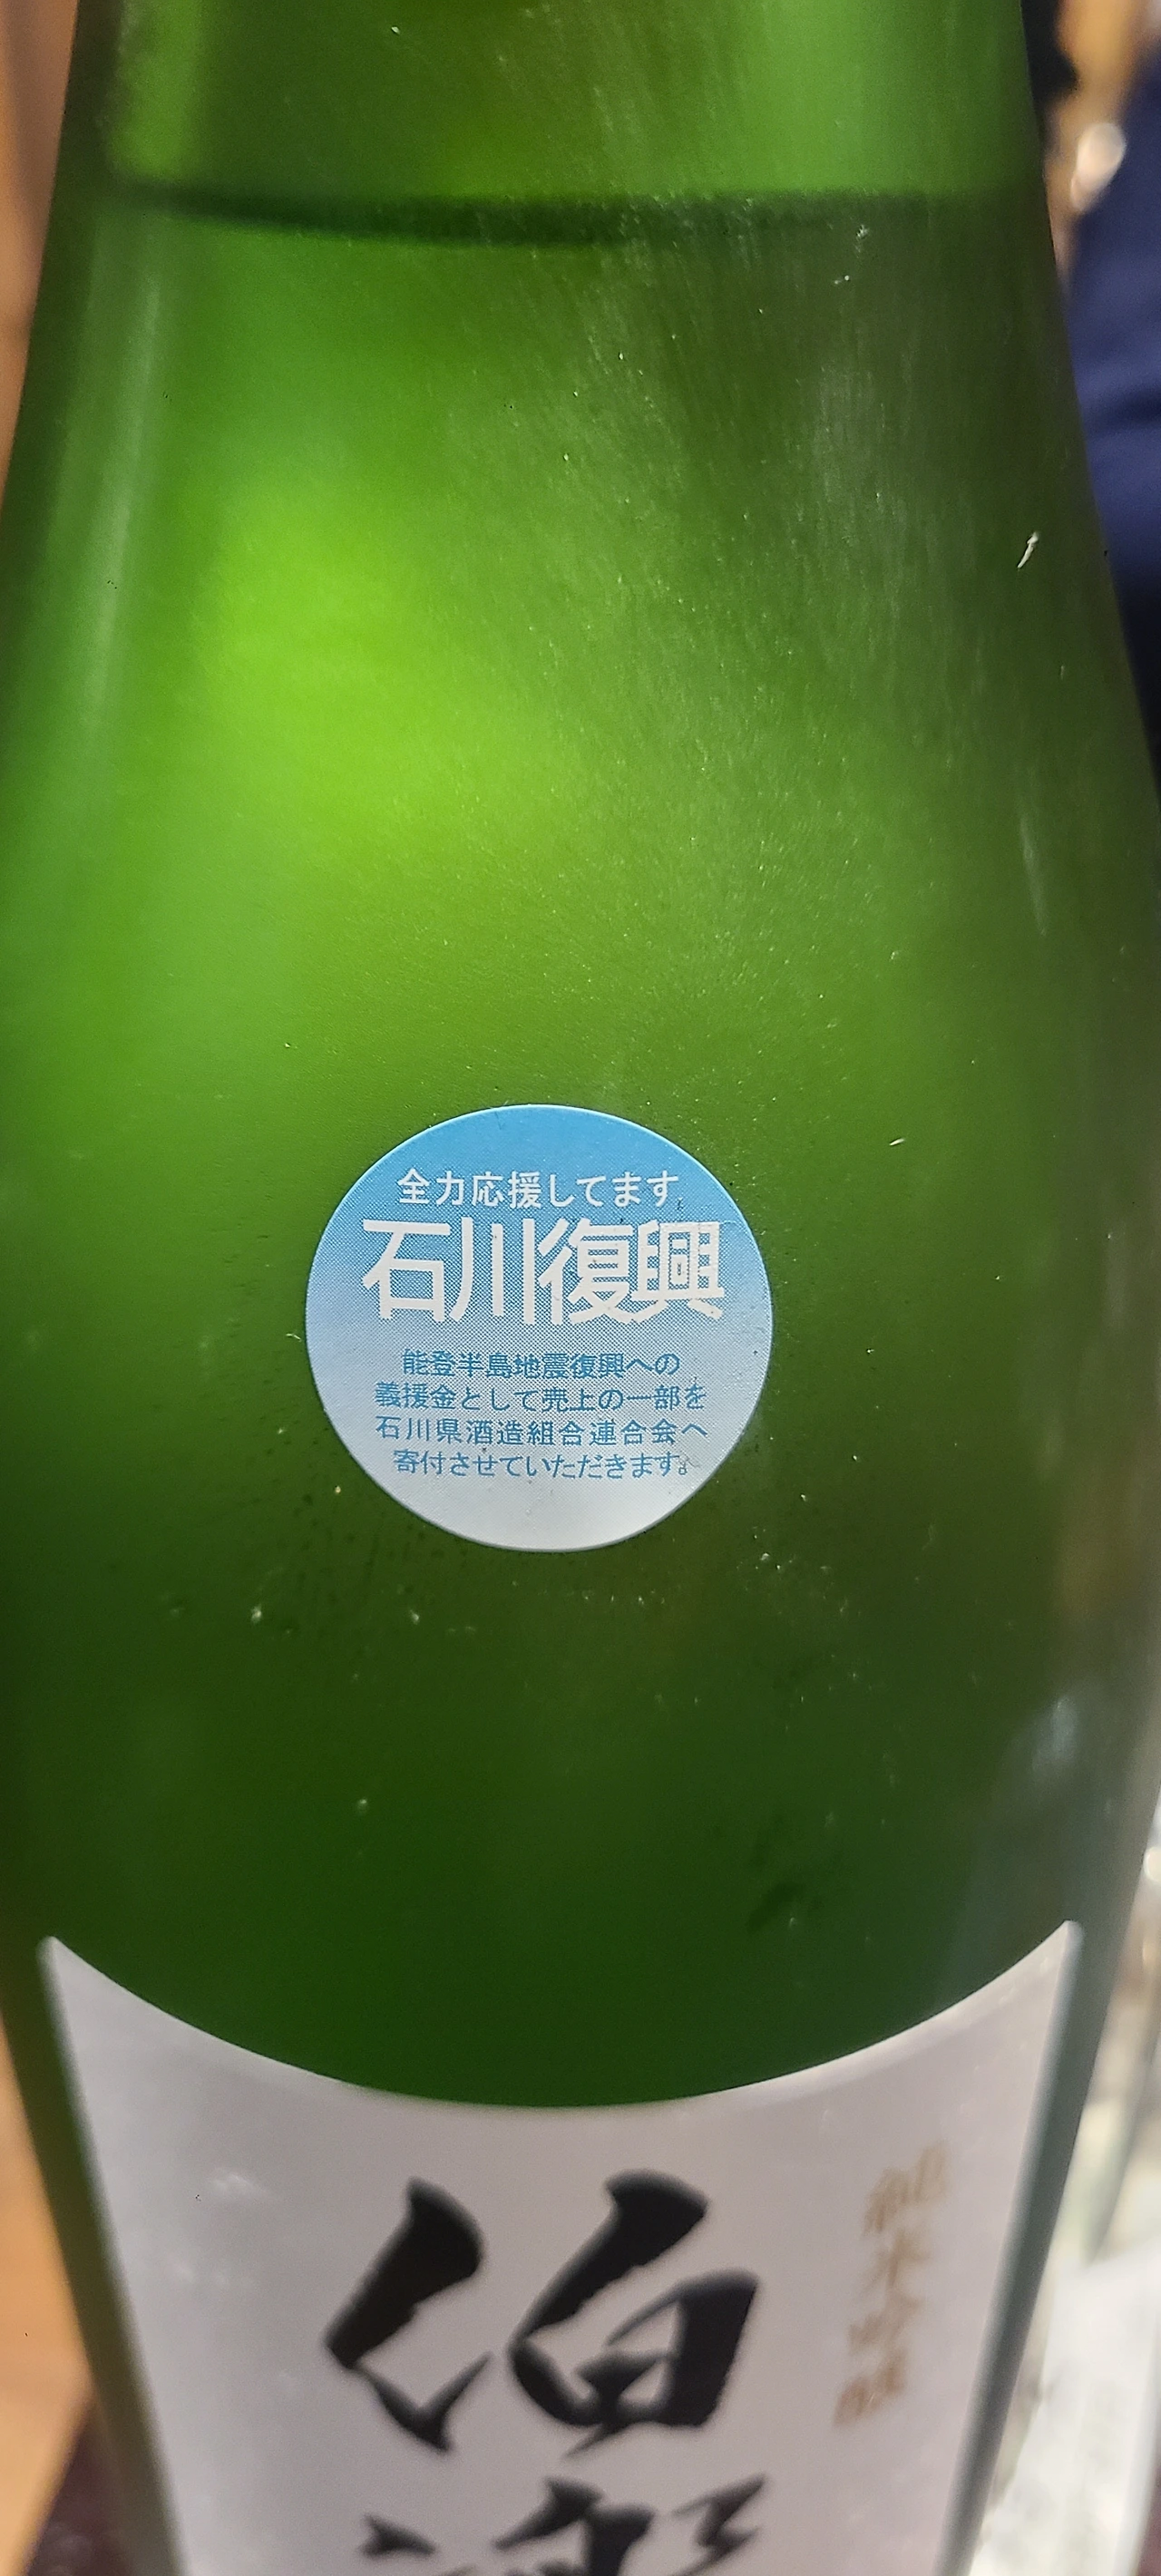 全力応援してます
石川復興
能登半島地震復興への
義援金として売上の一部を
石川県酒造組合連合会へ
寄付させていただきます。
純米吟醸
伯